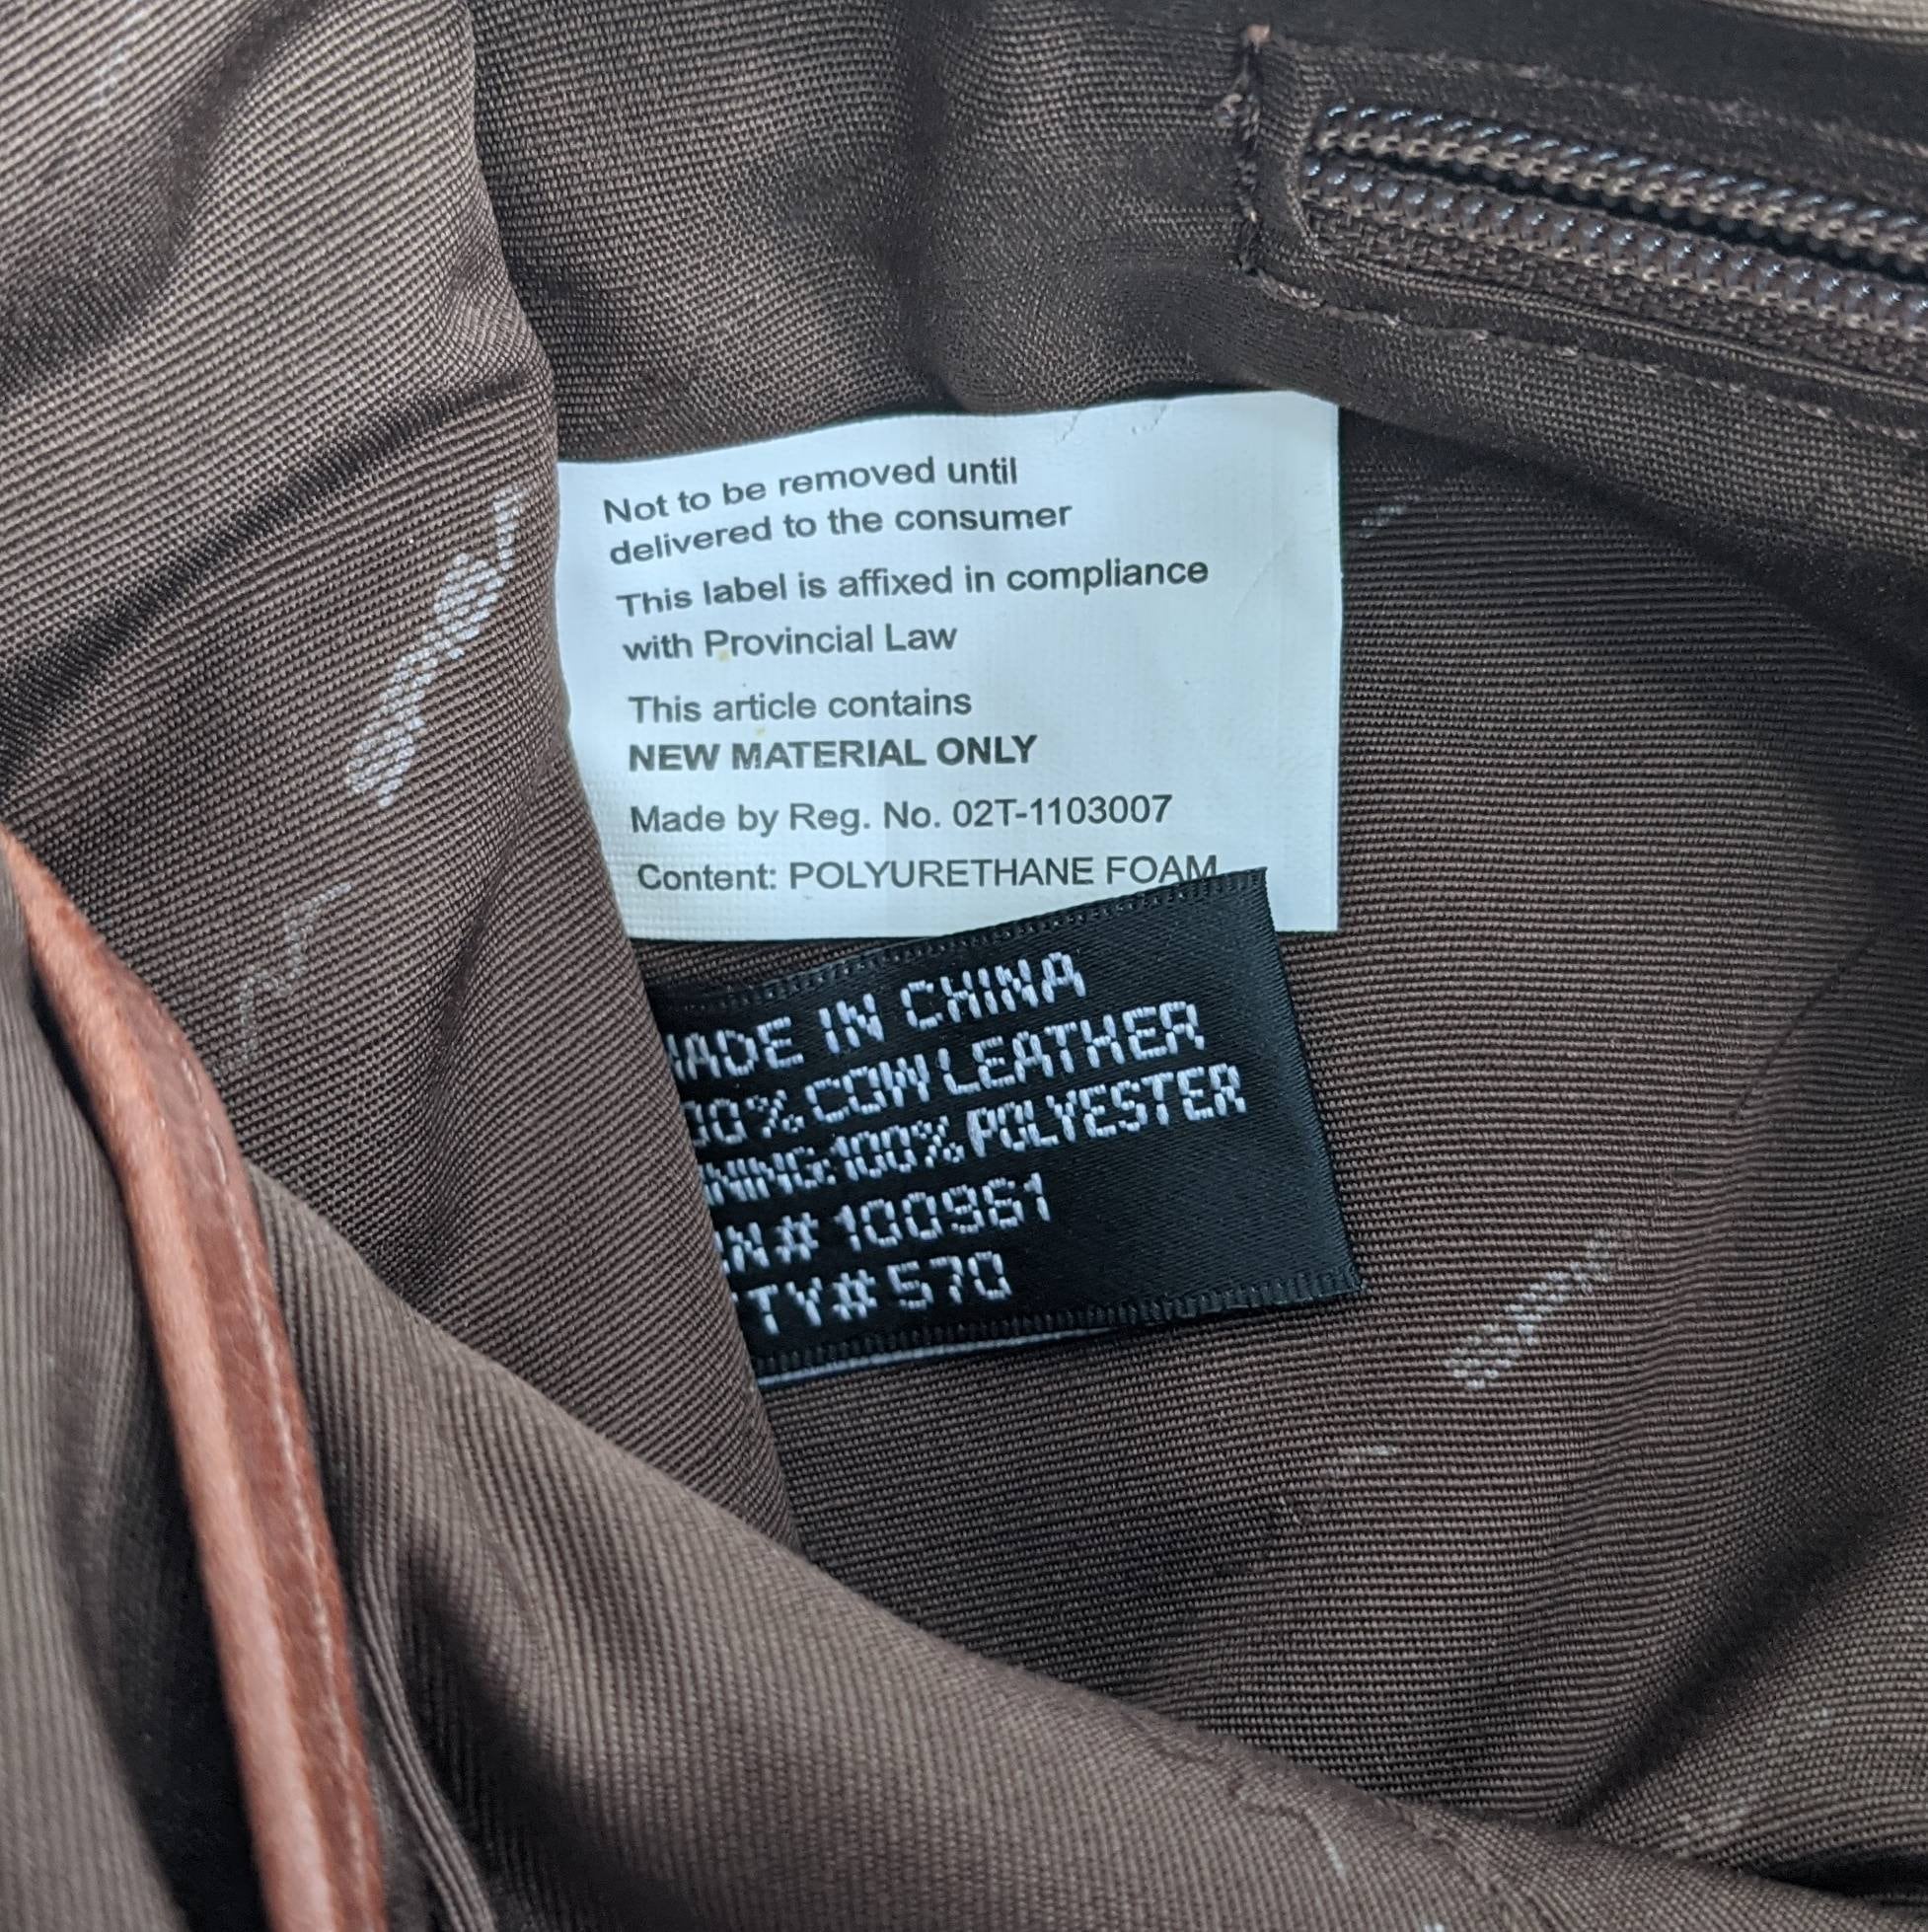 Not to be removed until
delivered to the consumer
This label is affixed in compliance
with Provincial Law
This article contains
NEW MATERIAL ONLY
Made by Reg. No. 02T-1103007
Content: POLYURETHANE FOAM
MADE IN CHINA
00% COW LEATHER
NING:100% POLYESTER
N# 100961
TY# 570